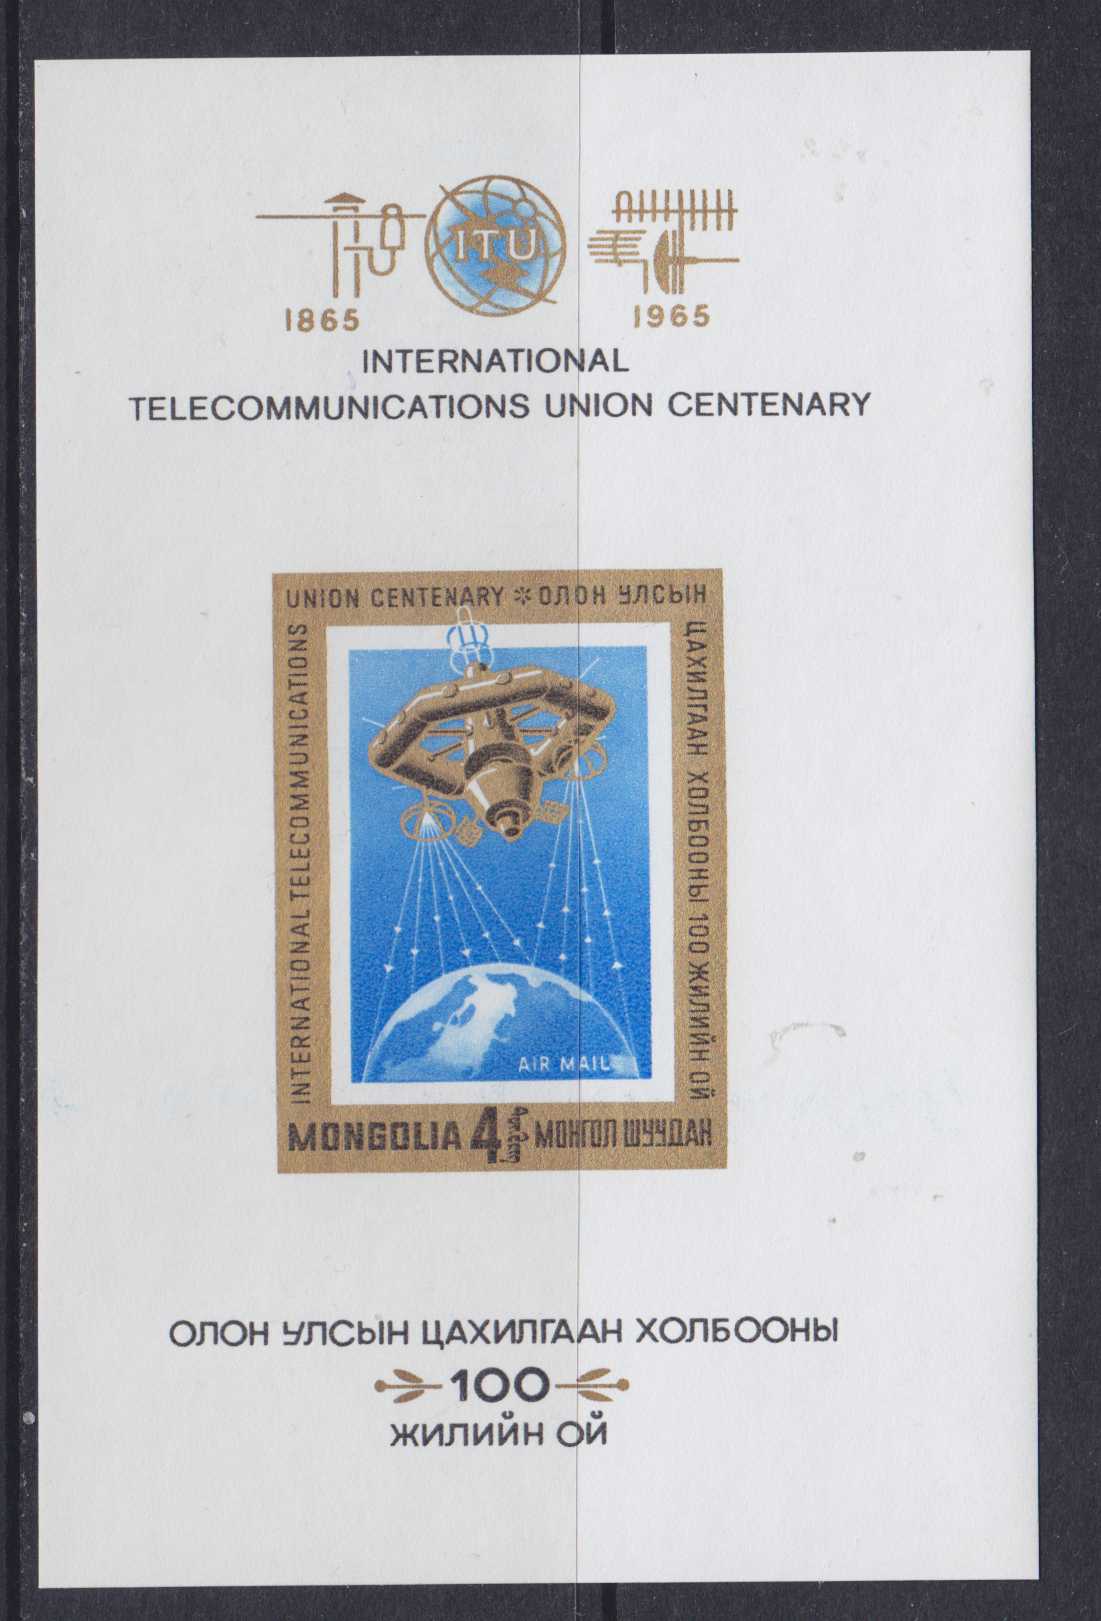 ITU
1865
1965
INTERNATIONAL
TELECOMMUNICATIONS UNION CENTENARY
INTERNATIONAL TELECOMMUNICATIONS
UNION CENTENARY * ОЛОН УЛСЫН
ЦАХИЛГААН ХОЛБООНЫ 100 ЖИЛИЙН ОЙ
AIR MAIL
MONGOLIA 4 МОНГОЛ ШУУДАН
ОЛОН УЛСЫН ЦАХИЛГААН ХОЛБООНЫ
100
ЖИЛИЙН ОЙ